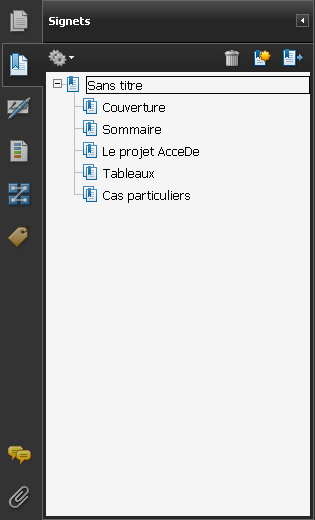 Signets
Sans titre
Couverture
Sommaire
Le projet AcceDe
Tableaux
Cas particuliers